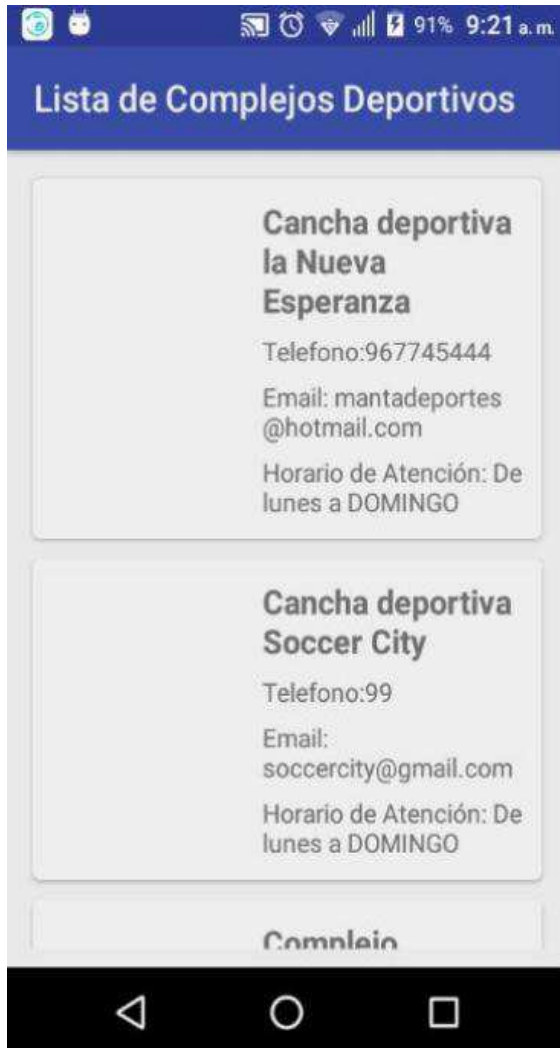 91% 9:21 a. m.
Lista de Complejos Deportivos
Cancha deportiva
la Nueva
Esperanza
Telefono:967745444
Email: mantadeportes
@hotmail.com
Horario de Atención: De
lunes a DOMINGO
Cancha deportiva
Soccer City
Telefono:99
Email:
soccercity@gmail.com
Horario de Atención: De
lunes a DOMINGO
Complejo